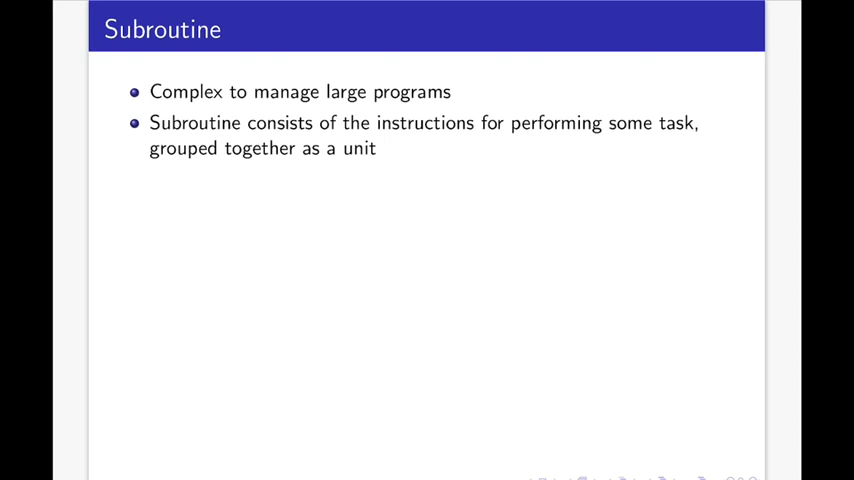 Subroutine
Complex to manage large programs
Subroutine consists of the instructions for performing some task,
grouped together as a unit